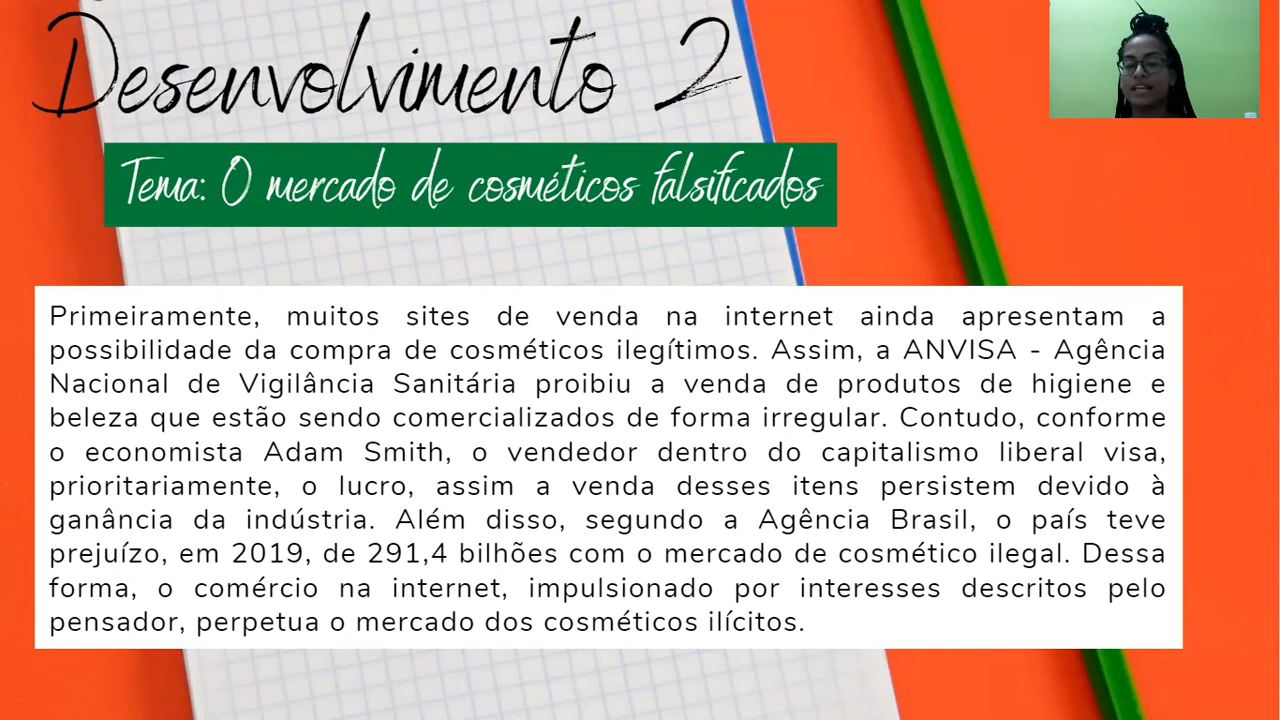 Desenvolvimento 2
Tema: O mercado de cosméticos falsificados
Primeiramente, muitos sites de venda na internet ainda apresentam a
possibilidade da compra de cosméticos ilegítimos. Assim, a ANVISA - Agência
Nacional de Vigilância Sanitária proibiu a venda de produtos de higiene e
beleza que estão sendo comercializados de forma irregular. Contudo, conforme
o economista Adam Smith, o vendedor dentro do capitalismo liberal visa,
prioritariamente, o lucro, assim a venda desses itens persistem devido à
ganância da indústria. Além disso, segundo a Agência Brasil, o país teve
prejuízo, em 2019, de 291,4 bilhões com o mercado de cosmético ilegal. Dessa
forma, o comércio na internet, impulsionado por interesses descritos pelo
pensador, perpetua o mercado dos cosméticos ilícitos.